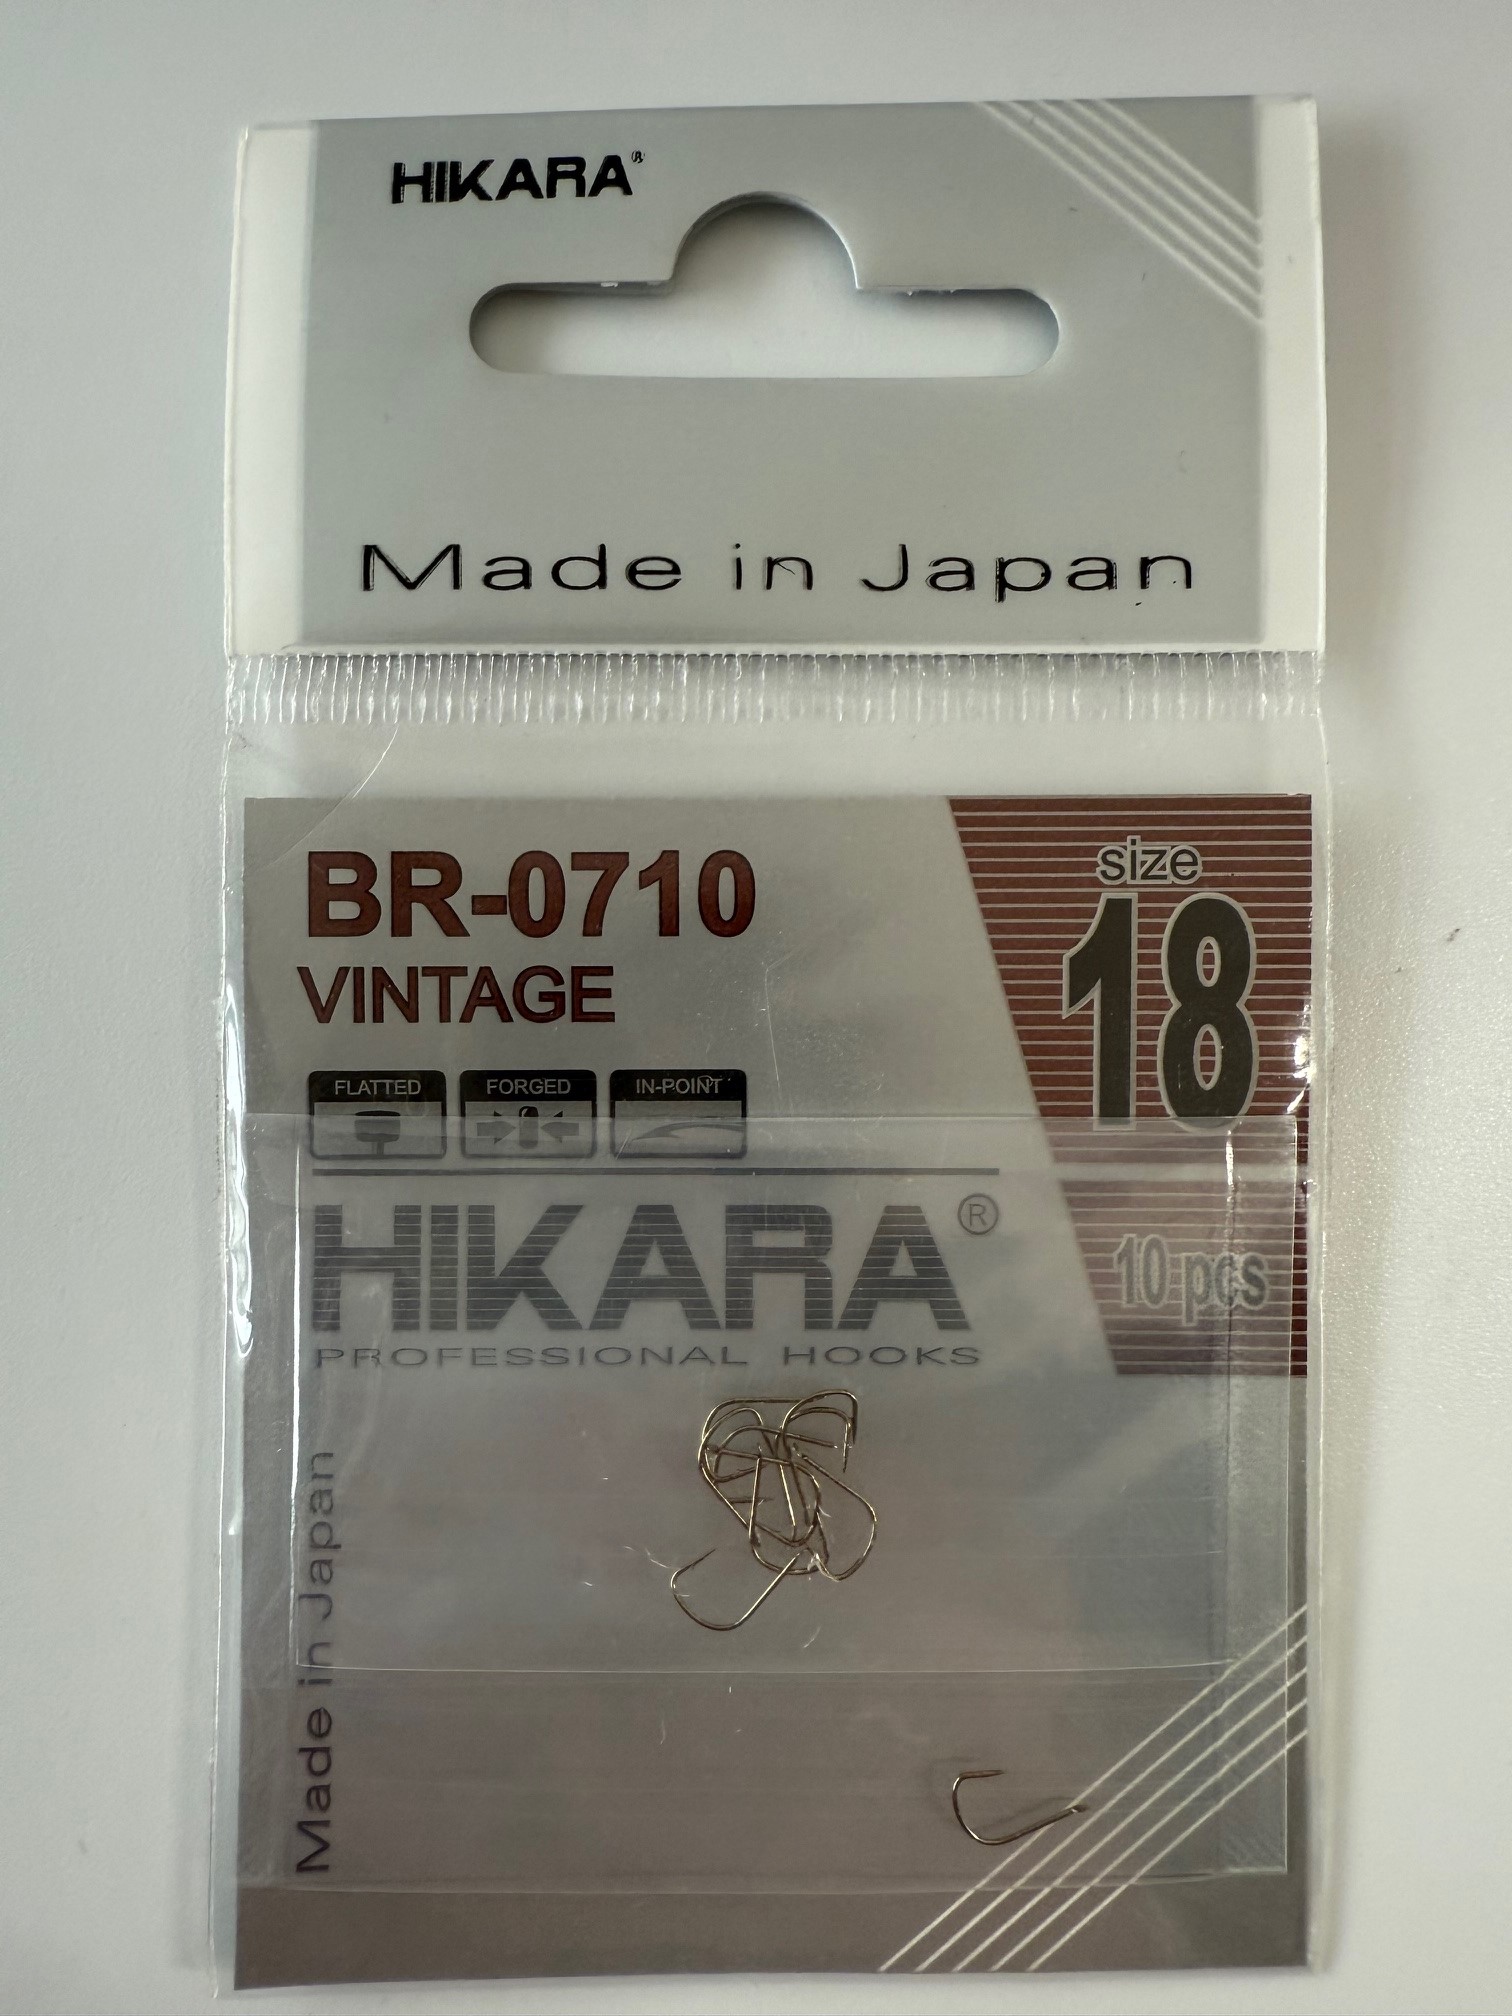 HIKARA®
Made in Japan
BR-0710
VINTAGE
size
18
FLATTED
FORGED
IN-POINT
HIKARA®
PROFESSIONAL HOOKS
10 pcs
Made in Japan